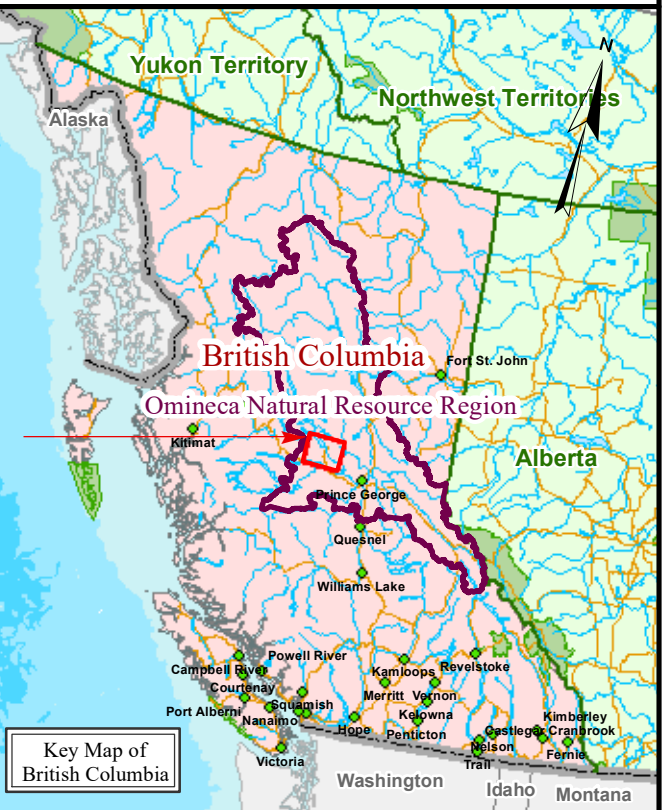 N
Yukon Territory
Northwest Territories
Alaska
British Columbia
Fort St. John
Omineca Natural Resource Region
Kitimat
Alberta
Prince George
Quesnel
Williams Lake
Powell River
Campbell River
Kamloops
Revelstoke
Courtenay
Merritt
Vernon
Port Alberni
Squamish
Nanaimo
Kelowna
Kimberley
Hope
Penticton
Castlegar
Cranbrook
Nelson
Fernie
Victoria
Trail
Key Map of
British Columbia
Washington
Idaho
Montana